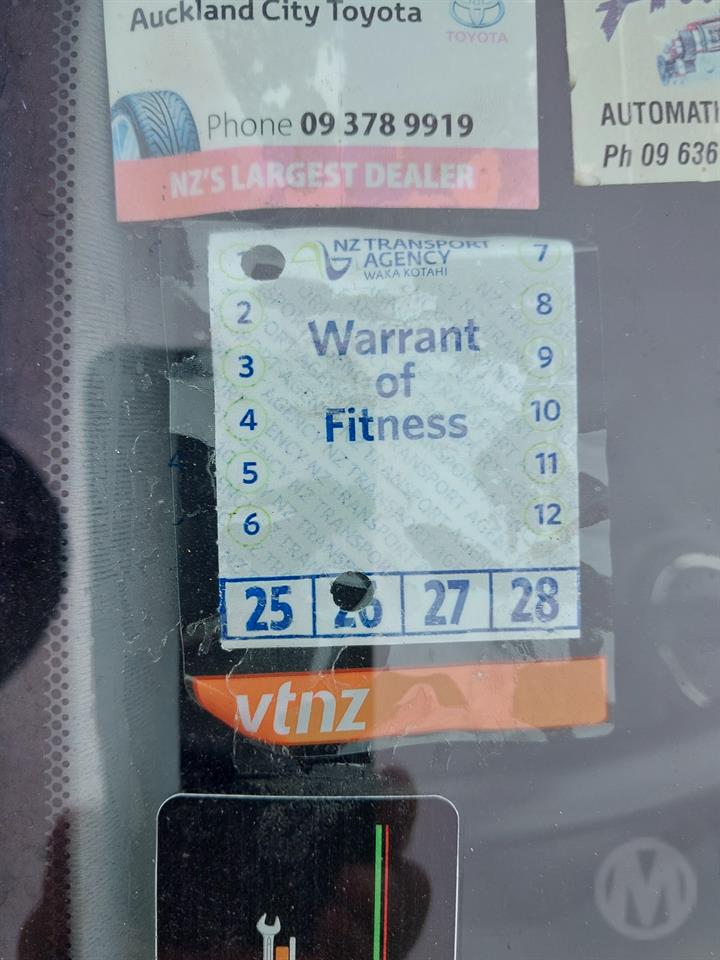 Auckland City Toyota
TOYOTA
Phone 09 378 9919
NZ'S LARGEST DEALER
AUTOMATI
Ph 09 636
NZ TRANSPORT
AGENCY
WAKA KOTAHI
Warrant
of
Fitness
2
3
4
5
6
7
8
9
10
11
12
25 26 27 28
vtnz
M